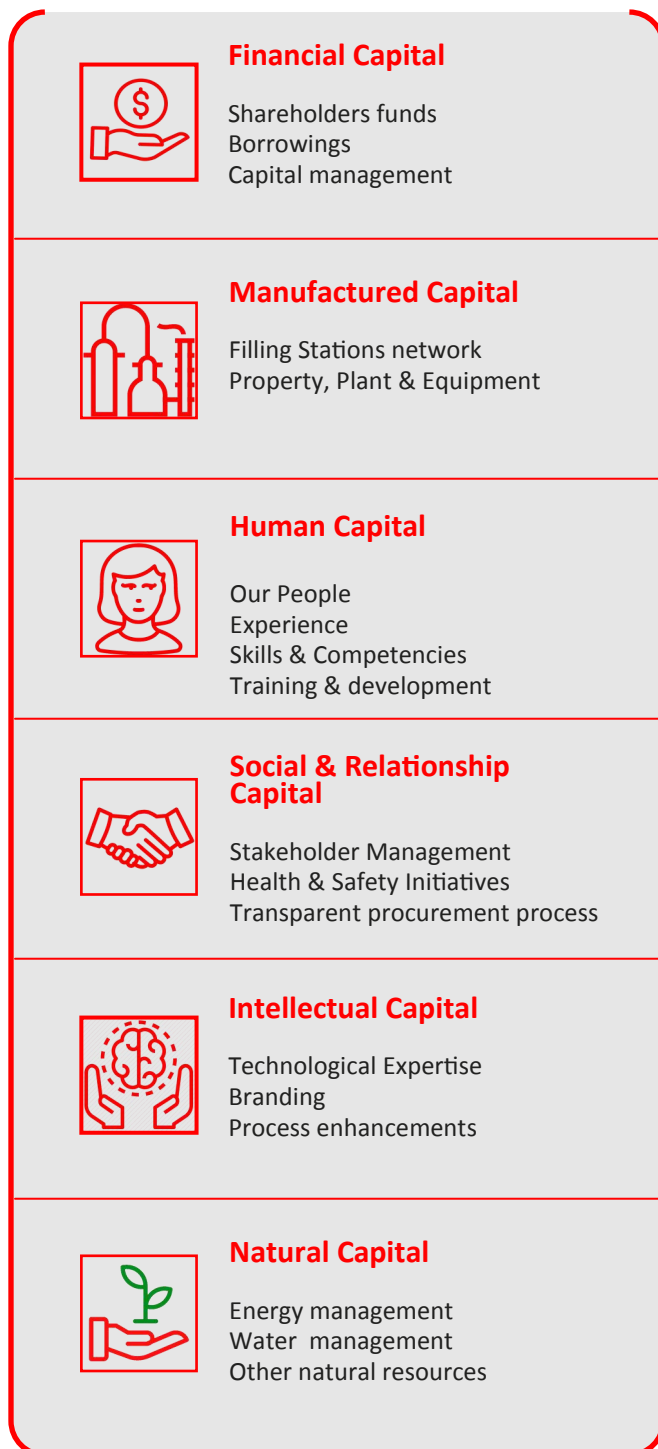 Financial Capital
$
Shareholders funds
Borrowings
Capital management
Manufactured Capital
Filling Stations network
Property, Plant & Equipment
Human Capital
Our People
Experience
Skills & Competencies
Training & development
Social & Relationship
Capital
Stakeholder Management
Health & Safety Initiatives
Transparent procurement process
Intellectual Capital
Technological Expertise
Branding
Process enhancements
Natural Capital
Energy management
Water  management
Other natural resources